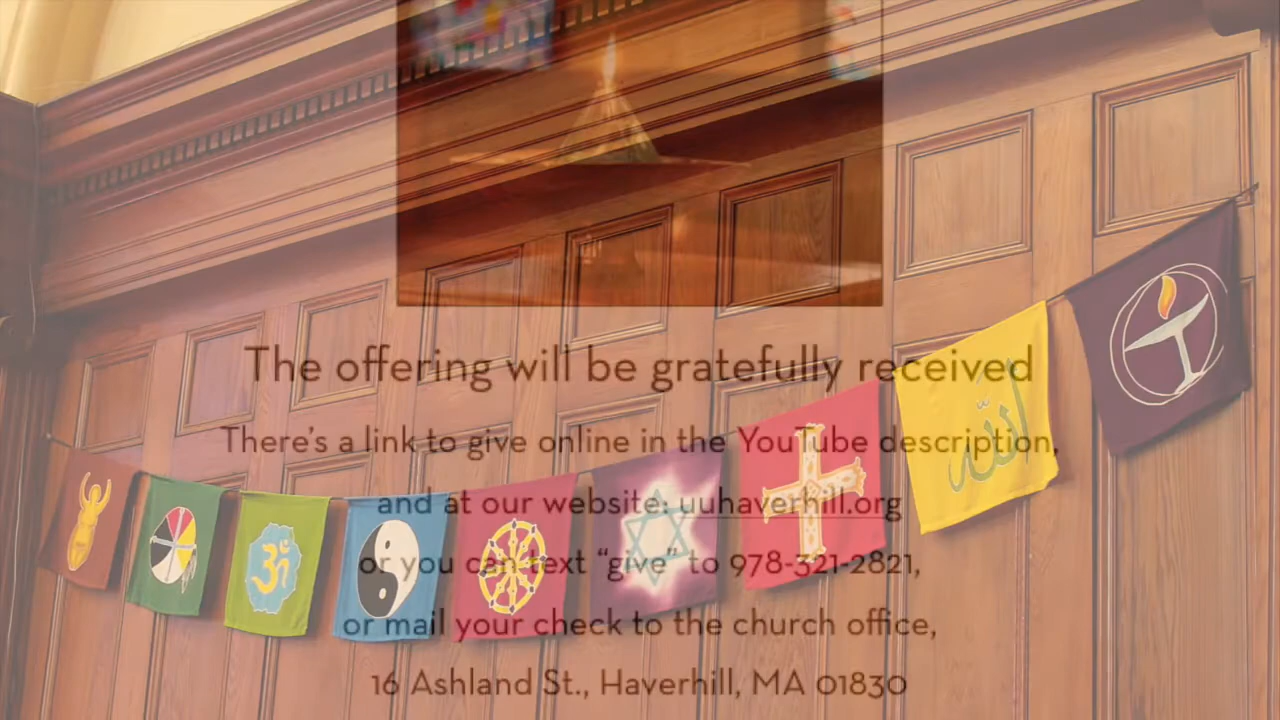 The offering will be gratefully received
There's a link to give online in the YouTube description,
and at our website: uuhaverhill.org
or you can text “give” to 978-321-2821,
or mail your check to the church office,
16 Ashland St., Haverhill, MA 01830
ॐ
الله